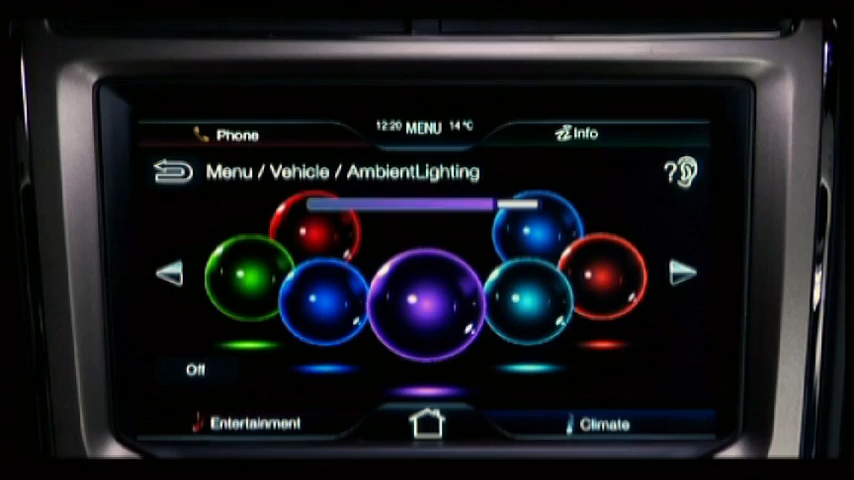 Phone
12:20 MENU 14°C
Info
Menu / Vehicle / AmbientLighting
?
Off
Entertainment
Climate